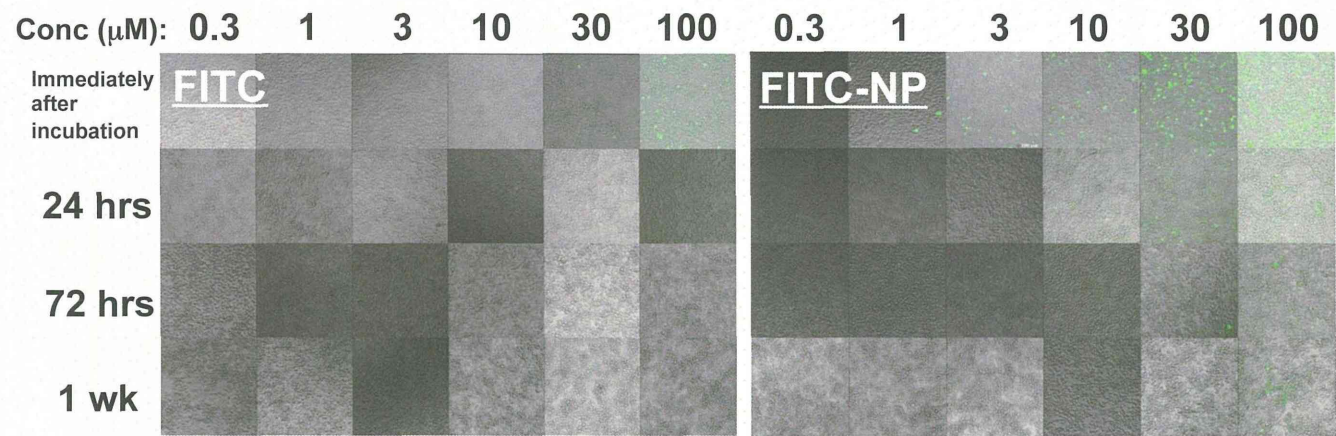 Conc (μM): 0.3 1 3 10 30 100 0.3 1 3 10 30 100
Immediately
after
incubation
FITC
FITC-NP
24 hrs
72 hrs
1 wk